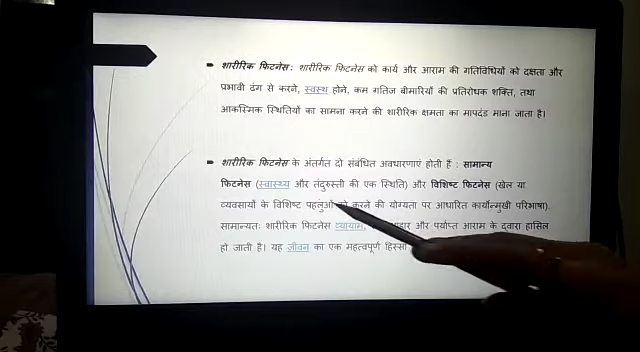 शारीरिक फिटनेस: शारीरिक फिटनेस को कार्य और आराम की गतिविधियों को दक्षता और
प्रभावी ढंग से करने, स्वस्थ होने, कम गतिज बीमारियों की प्रतिरोधक शक्ति, तथा
आकस्मिक स्थितियों का सामना करने की शारीरिक क्षमता का मापदंड माना जाता है।
शारीरिक फिटनेस के अंतर्गत दो संबंधित अवधारणाएं होती हैं : सामान्य
फिटनेस (स्वास्थ्य और तंदुरुस्ती की एक स्थिति) और विशिष्ट फिटनेस (खेल या
व्यवसायों के विशिष्ट पहलुओं को करने की योग्यता पर आधारित कार्योन्मुखी परिभाषा).
सामान्यतः शारीरिक फिटनेस व्यायाम, और पर्याप्त आराम के द्वारा हासिल
हो जाती है। यह जीवन का एक महत्वपूर्ण हिस्सा